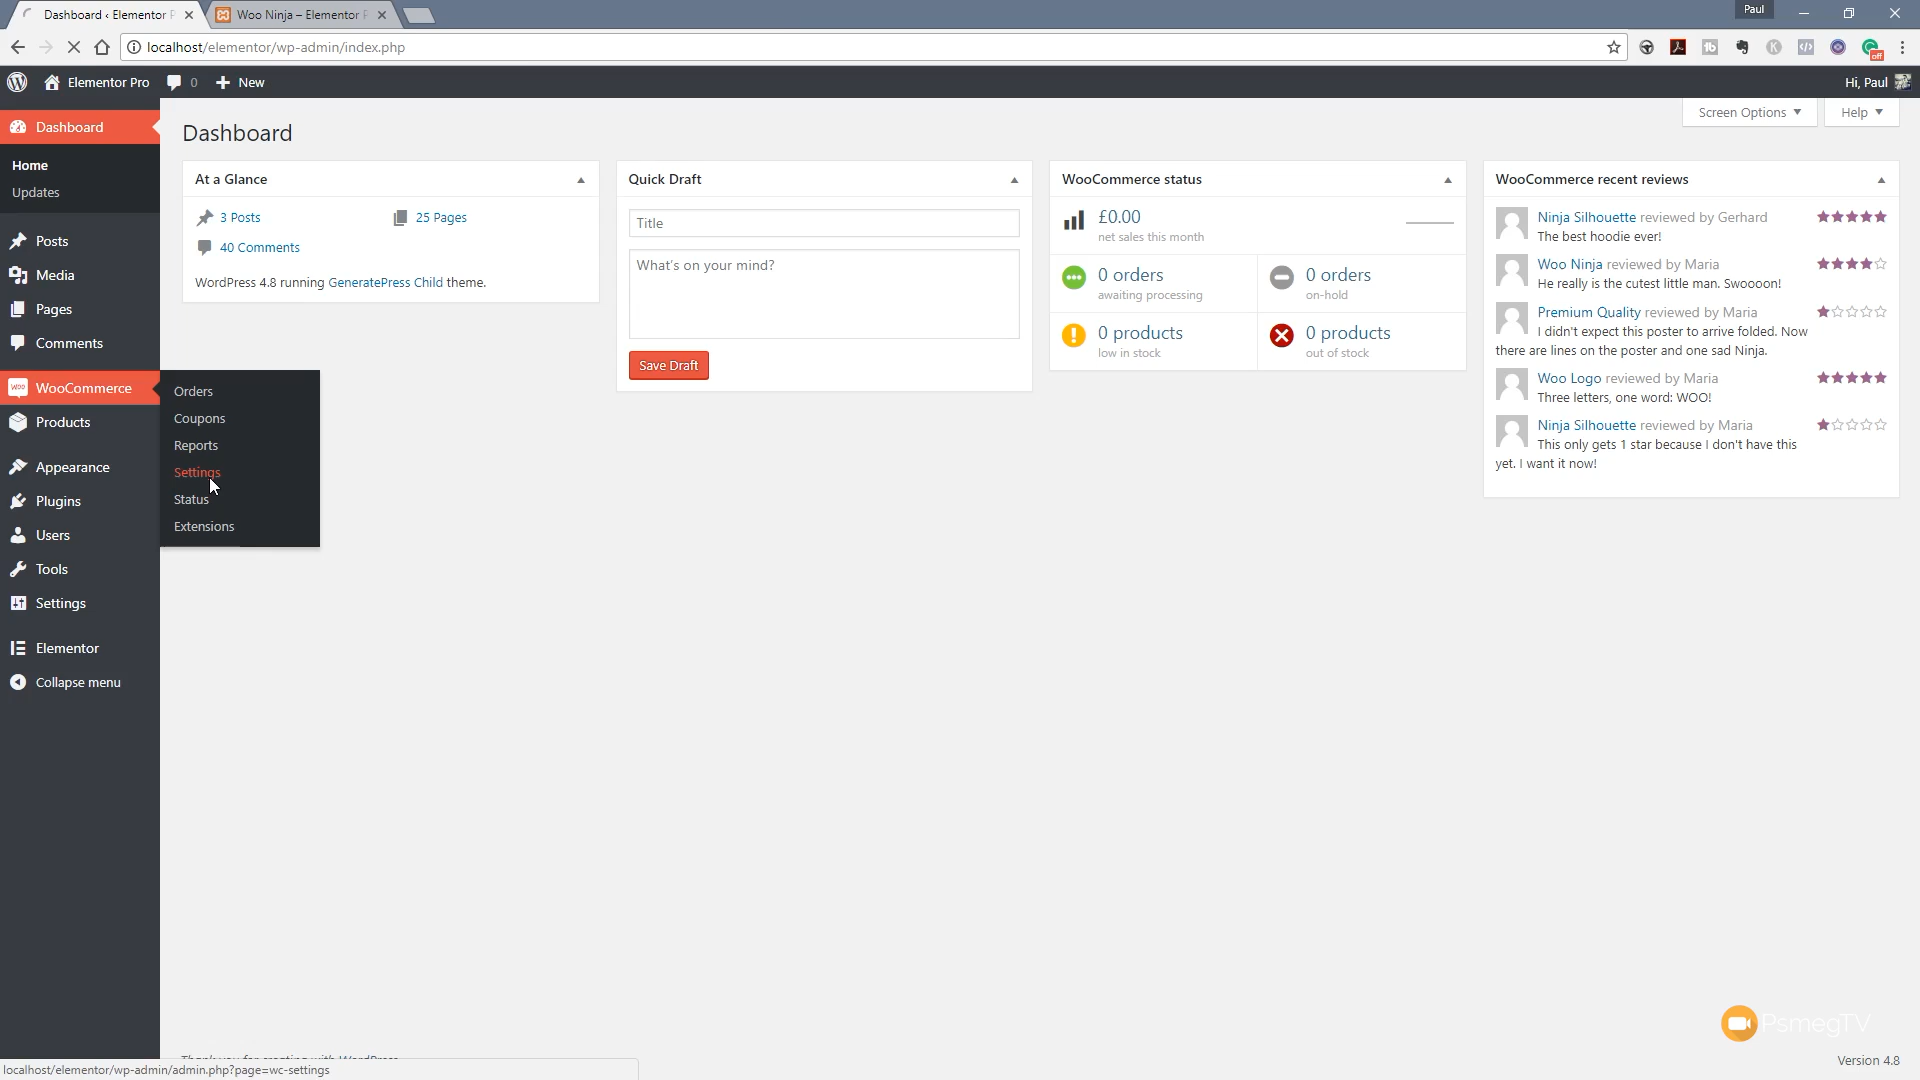 Dashboard ‹ Elementor P
Woo Ninja – Elementor P
Paul
localhost/elementor/wp-admin/index.php
off
Elementor Pro
0
New
Hi, Paul
Dashboard
Home
Updates
Posts
Media
Pages
Comments
WooCommerce
Products
Appearance
Plugins
Users
Tools
Settings
Elementor
Collapse menu
Orders
Coupons
Reports
Settings
Status
Extensions
Screen Options
Help
Dashboard
At a Glance
3 Posts
25 Pages
40 Comments
WordPress 4.8 running GeneratePress Child theme.
Quick Draft
Title
What's on your mind?
Save Draft
WooCommerce status
£0.00
net sales this month
0 orders
awaiting processing
0 orders
on-hold
0 products
low in stock
0 products
out of stock
WooCommerce recent reviews
Ninja Silhouette reviewed by Gerhard
The best hoodie ever!
Woo Ninja reviewed by Maria
He really is the cutest little man. Swoooon!
Premium Quality reviewed by Maria
I didn't expect this poster to arrive folded. Now
there are lines on the poster and one sad Ninja.
Woo Logo reviewed by Maria
Three letters, one word: WOO!
Ninja Silhouette reviewed by Maria
This only gets 1 star because I don't have this
yet. I want it now!
PsmegTV
Thank you for creating with WordPress
Version 4.8
localhost/elementor/wp-admin/admin.php?page=wc-settings